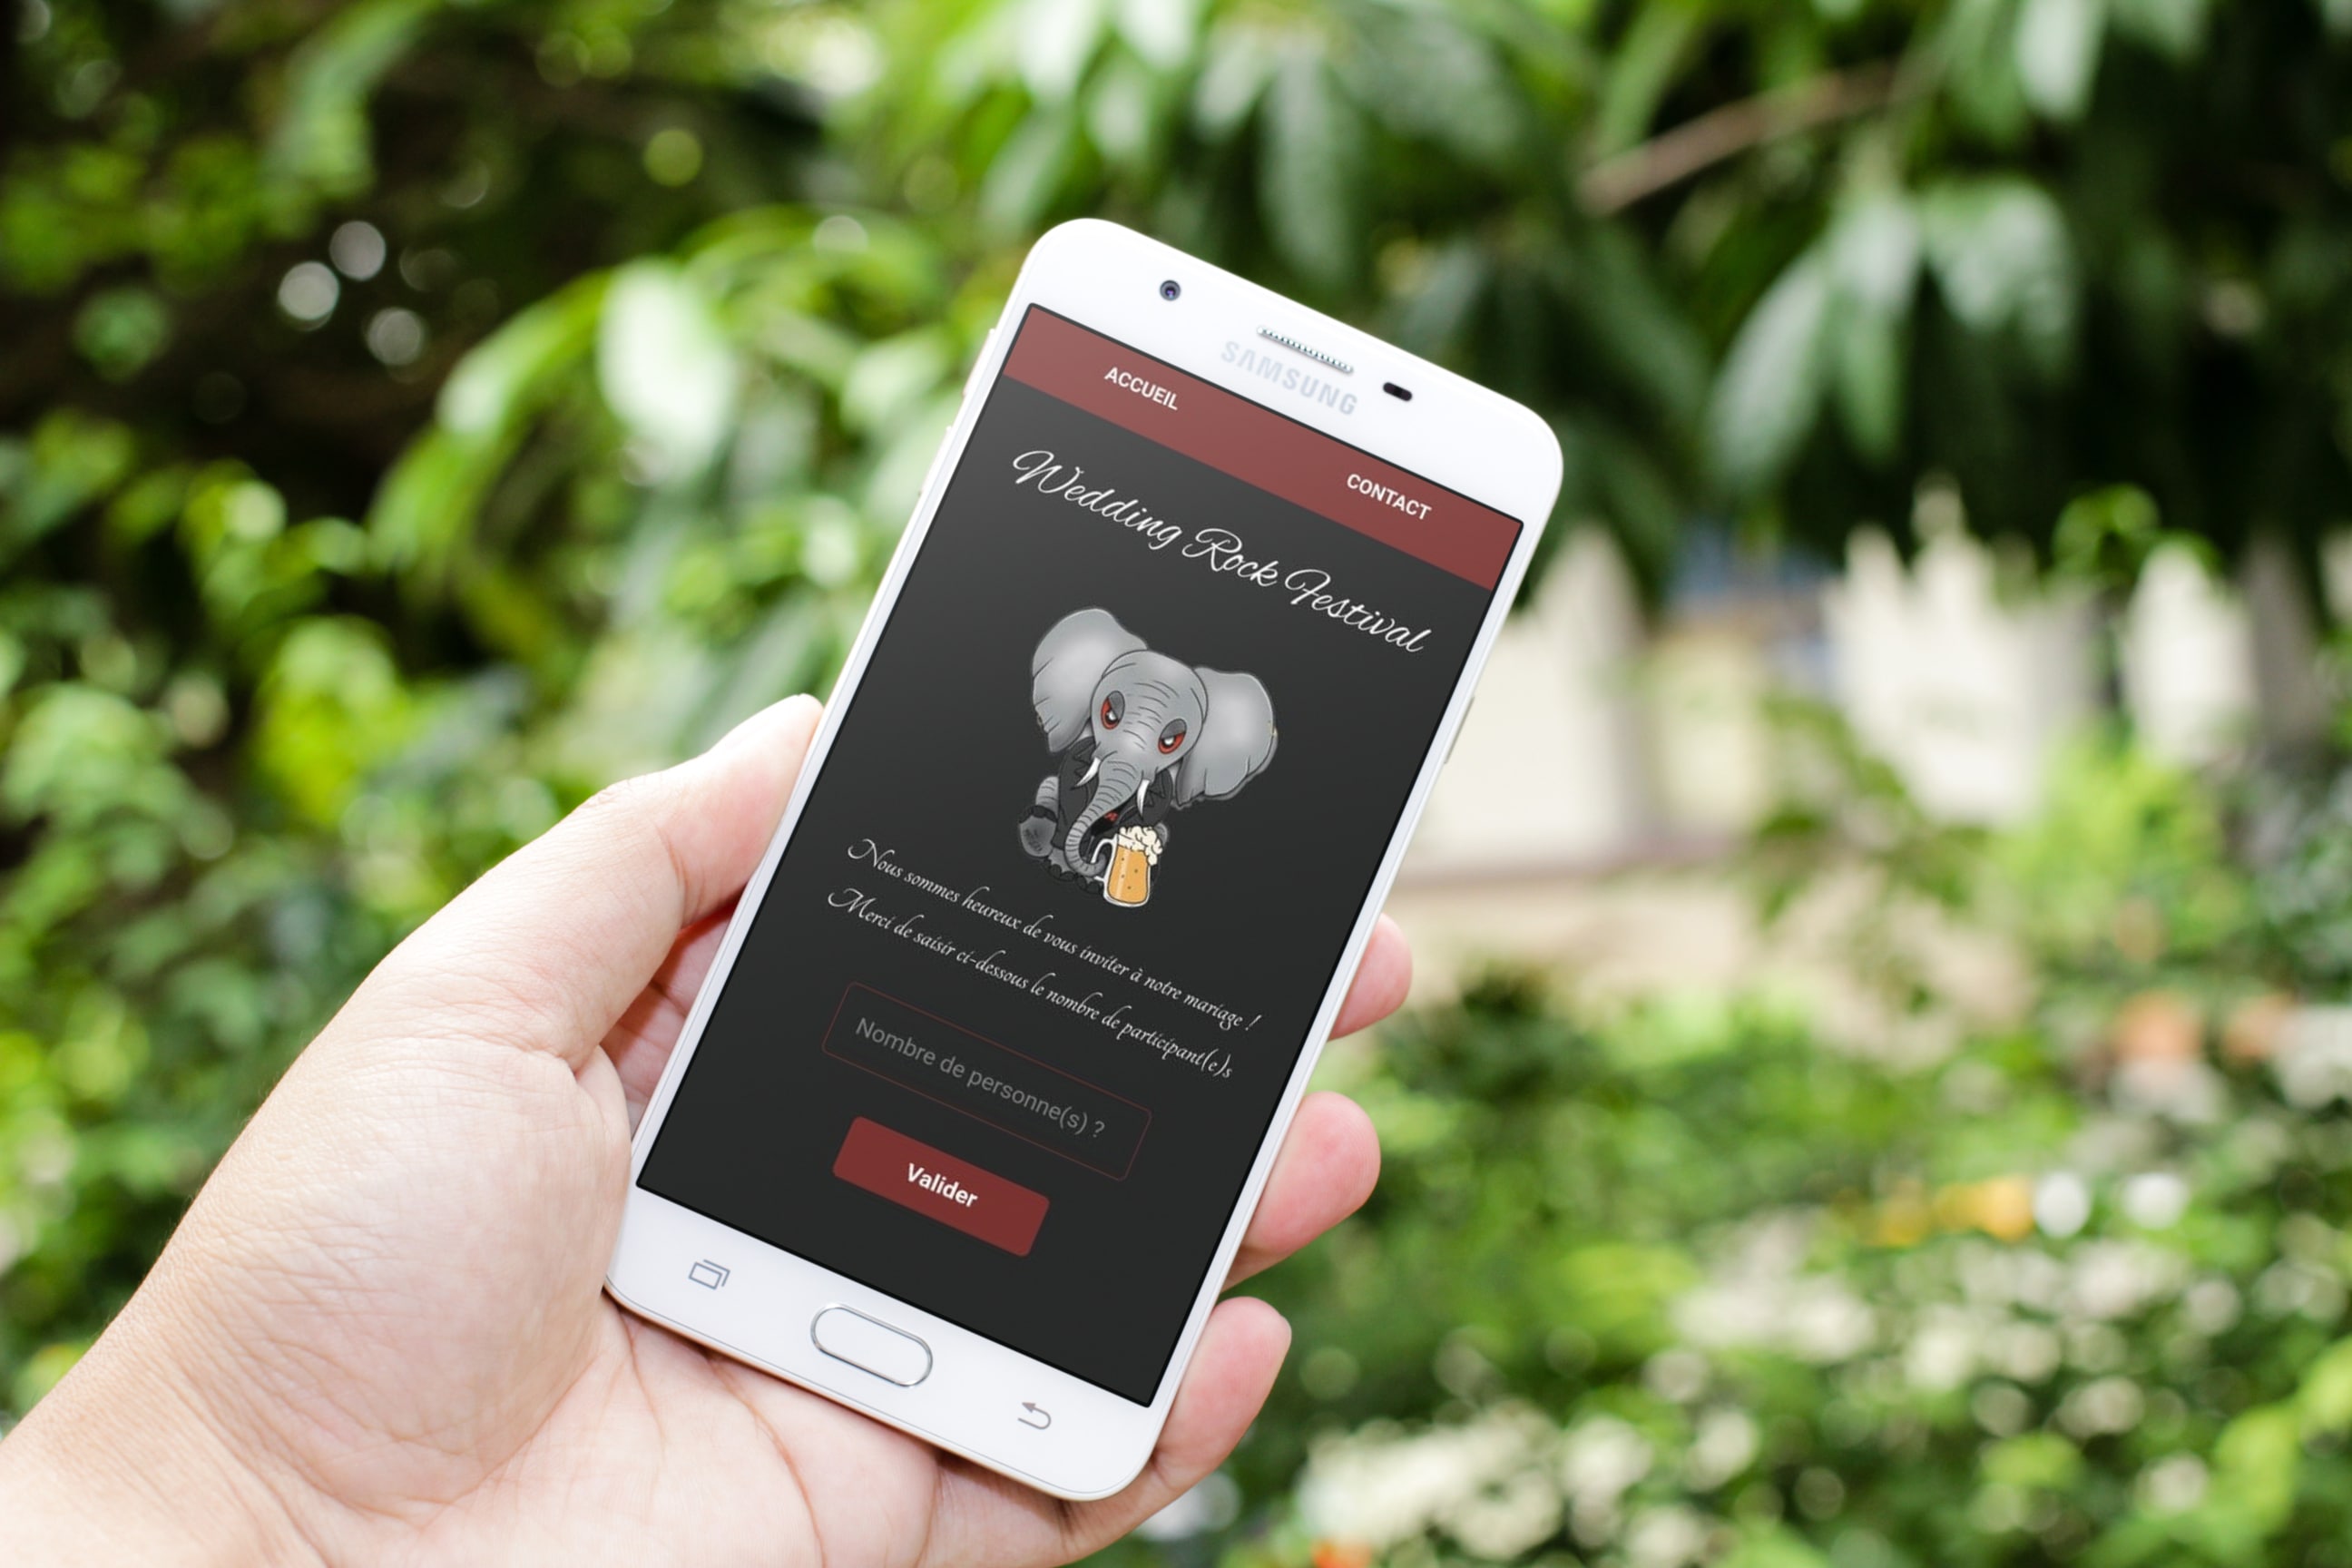 SAMSUNG
ACCUEIL
CONTACT
Wedding Rock Festival
Nous sommes heureux de vous inviter à notre mariage !
Merci de saisir ci-dessous le nombre de participant(e)s
Nombre de personne(s) ?
Valider